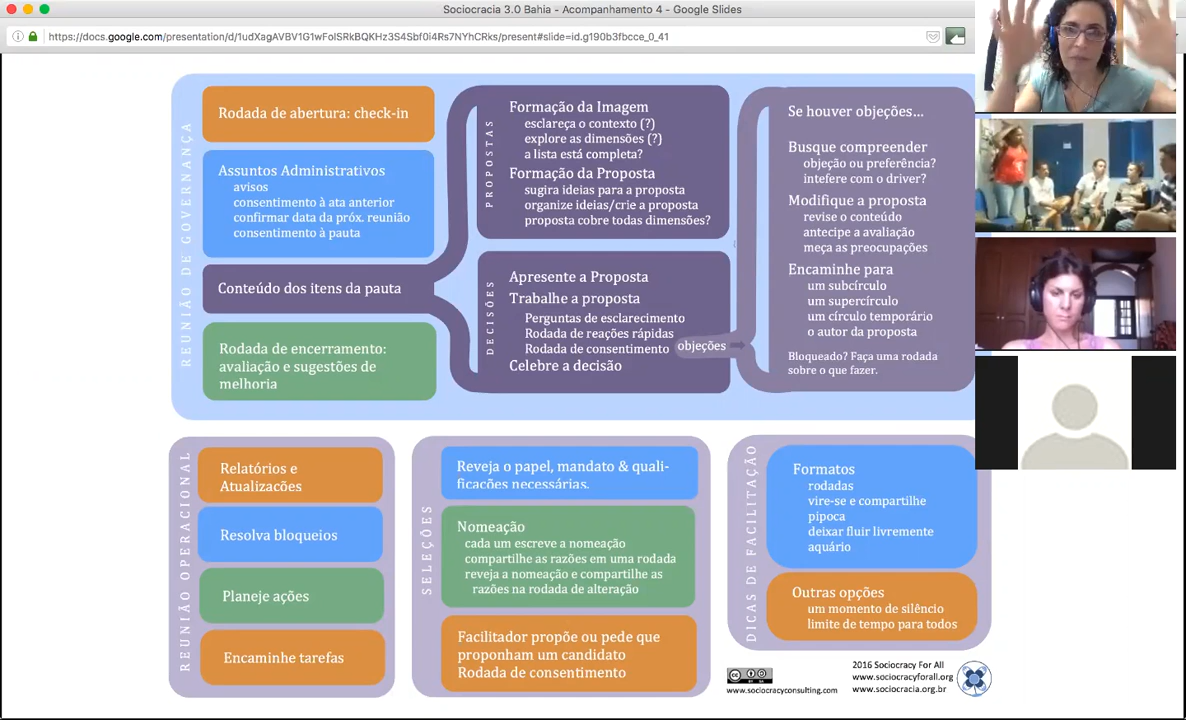 Sociocracia 3.0 Bahia - Acompanhamento 4 - Google Slides
https://docs.google.com/presentation/d/1udXagAVBV1G1wFolSRkBQKHz3S4Sbf0i4Rs7NYhCRks/present#slide=id.g190b3fbcce_0_41
REUNIÃO DE GOVERNANÇA
Rodada de abertura: check-in
Assuntos Administrativos
avisos
consentimento à ata anterior
confirmar data da próx. reunião
consentimento à pauta
Conteúdo dos itens da pauta
Rodada de encerramento:
avaliação e sugestões de
melhoria
PROPOSTAS
Formação da Imagem
esclareça o contexto (?)
explore as dimensões (?)
a lista está completa?
Formação da Proposta
sugira ideias para a proposta
organize ideias/crie a proposta
proposta cobre todas dimensões?
DECISÕES
Apresente a Proposta
Trabalhe a proposta
Perguntas de esclarecimento
Rodada de reações rápidas
Rodada de consentimento
objeções
Celebre a decisão
Se houver objeções...
Busque compreender
objeção ou preferência?
intefere com o driver?
Modifique a proposta
revise o conteúdo
antecipe a avaliação
meça as preocupações
Encaminhe para
um subcírculo
um supercírculo
um círculo temporário
o autor da proposta
Bloqueado? Faça uma rodada
sobre o que fazer.
REUNIÃO OPERACIONAL
Relatórios e
Atualizacões
Resolva bloqueios
Planeje ações
Encaminhe tarefas
SELEÇÕES
Reveja o papel, mandato & quali-
ficações necessárias.
Nomeação
cada um escreve a nomeação
compartilhe as razões em uma rodada
reveja a nomeação e compartilhe as
razões na rodada de alteração
Facilitador propõe ou pede que
proponham um candidato
Rodada de consentimento
DICAS DE FACILITAÇÃO
Formatos
rodadas
vire-se e compartilhe
pipoca
deixar fluir livremente
aquário
Outras opções
um momento de silêncio
limite de tempo para todos
www.sociocracyconsulting.com
2016 Sociocracy For All
www.sociocracyforall.org
www.sociocracia.org.br